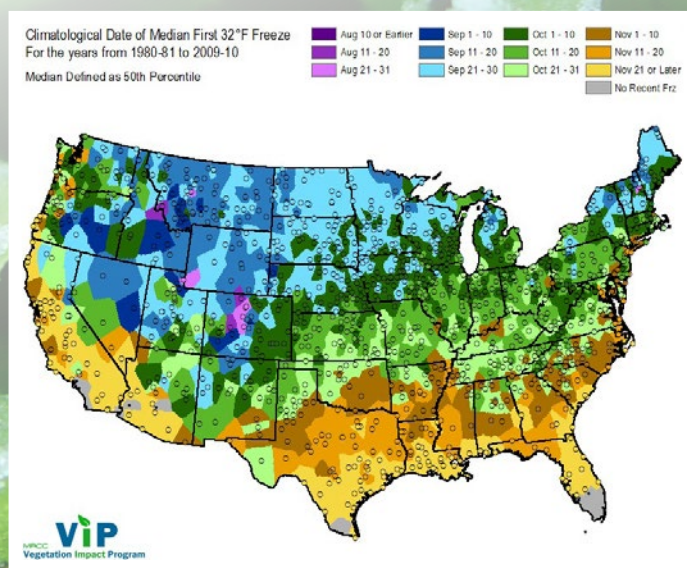 Climatological Date of Median First 32°F Freeze
For the years from 1980-81 to 2009-10
Median Defined as 50th Percentile
Aug 10 or Earlier
Aug 11 - 20
Aug 21 - 31
Sep 1 - 10
Sep 11 - 20
Sep 21 - 30
Oct 1 - 10
Oct 11 - 20
Oct 21 - 31
Nov 1 - 10
Nov 11 - 20
Nov 21 or Later
No Recent Frz
MRCC ViP
Vegetation Impact Program